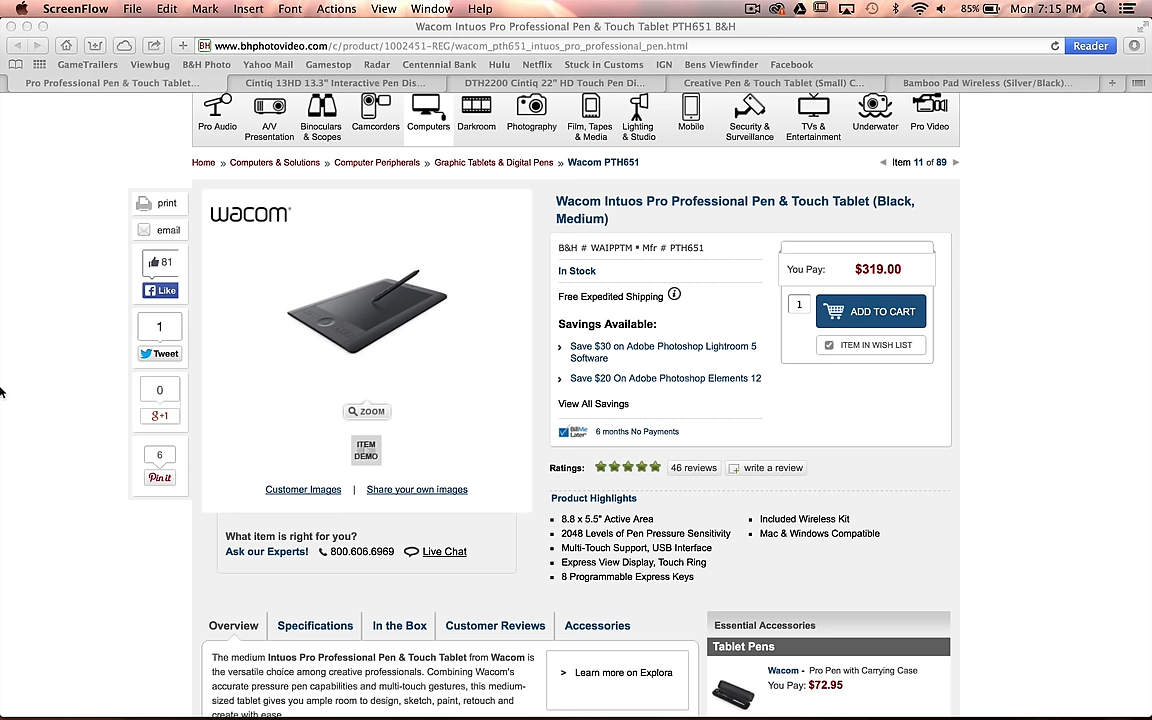 ScreenFlow File Edit Mark Insert Font Actions View Window Help 85% Mon 7:15 PM
Wacom Intuos Pro Professional Pen & Touch Tablet PTH651 B&H
BH www.bhphotovideo.com/c/product/1002451-REG/wacom_pth651_intuos_pro_professional_pen.html Reader
GameTrailers Viewbug B&H Photo Yahoo Mail Gamestop Radar Centennial Bank Hulu Netflix Stuck in Customs IGN Bens Viewfinder Facebook
Pro Professional Pen & Touch Tablet... Cintiq 13HD 13.3" Interactive Pen Dis... DTH2200 Cintiq 22" HD Touch Pen Di... Creative Pen & Touch Tablet (Small) C... Bamboo Pad Wireless (Silver/Black)...
Pro Audio
A/V
Presentation
Binoculars
& Scopes
Camcorders
Computers
Darkroom
Photography
Film, Tapes
& Media
Lighting
& Studio
Mobile
Security &
Surveillance
TVs &
Entertainment
Underwater
Pro Video
Home » Computers & Solutions » Computer Peripherals » Graphic Tablets & Digital Pens » Wacom PTH651
Item 11 of 89
print
email
81
Like
1
Tweet
0
g+1
6
Pin it
wacom
ZOOM
ITEM
DEMO
Customer Images | Share your own images
What item is right for you?
Ask our Experts! 800.606.6969 Live Chat
Wacom Intuos Pro Professional Pen & Touch Tablet (Black,
Medium)
B&H # WAIPPTM • Mfr # PTH651
In Stock
Free Expedited Shipping
Savings Available:
› Save $30 on Adobe Photoshop Lightroom 5
Software
› Save $20 On Adobe Photoshop Elements 12
View All Savings
BillMe
Later
6 months No Payments
You Pay: $319.00
1 ADD TO CART
ITEM IN WISH LIST
Ratings: 46 reviews write a review
Product Highlights
8.8 x 5.5" Active Area
2048 Levels of Pen Pressure Sensitivity
Multi-Touch Support, USB Interface
Express View Display, Touch Ring
8 Programmable Express Keys
Included Wireless Kit
Mac & Windows Compatible
Overview Specifications In the Box Customer Reviews Accessories
The medium Intuos Pro Professional Pen & Touch Tablet from Wacom is
the versatile choice among creative professionals. Combining Wacom's
accurate pressure pen capabilities and multi-touch gestures, this medium-
sized tablet gives you ample room to design, sketch, paint, retouch and
create with ease.
> Learn more on Explora
Essential Accessories
Tablet Pens
Wacom - Pro Pen with Carrying Case
You Pay: $72.95